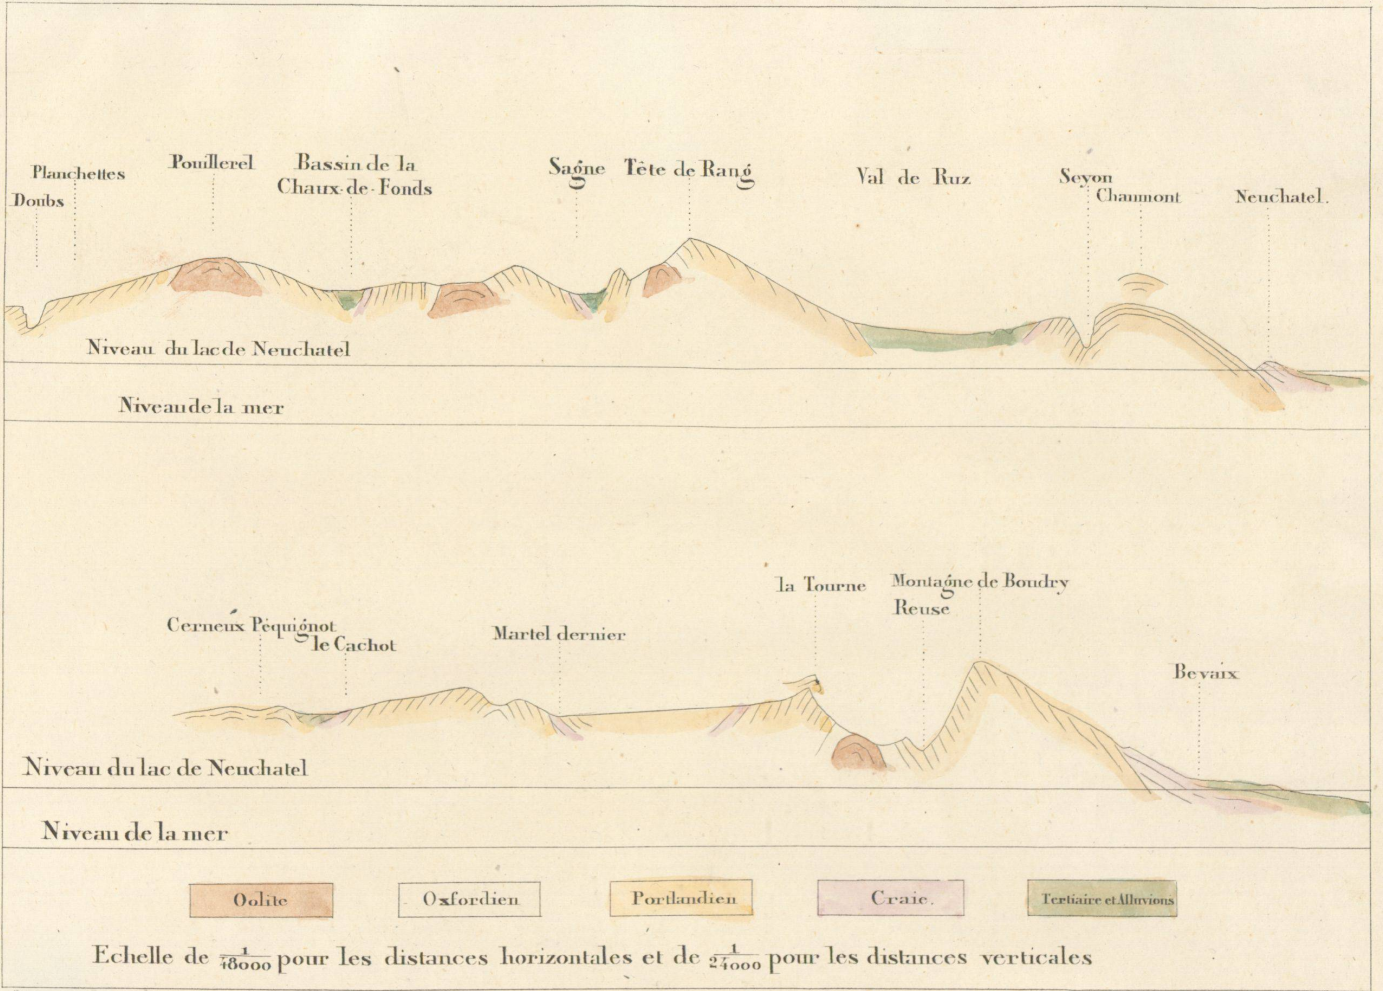 Planchettes
Doubs
Pouillerel
Bassin de la
Chaux-de-Fonds
Sagne
Tête de Rang
Val de Ruz
Seyon
Chaumont
Neuchatel.
Niveau du lac de Neuchatel
Niveau de la mer
Cerneux Péquignot
le Cachot
Martel dernier
la Tourne
Montagne de Boudry
Reuse
Bevaix
Niveau du lac de Neuchatel
Niveau de la mer
Oolite
Oxfordien
Portlandien
Craie.
Tertiaire et Alluvions
Echelle de 1/48000 pour les distances horizontales et de 1/24000 pour les distances verticales